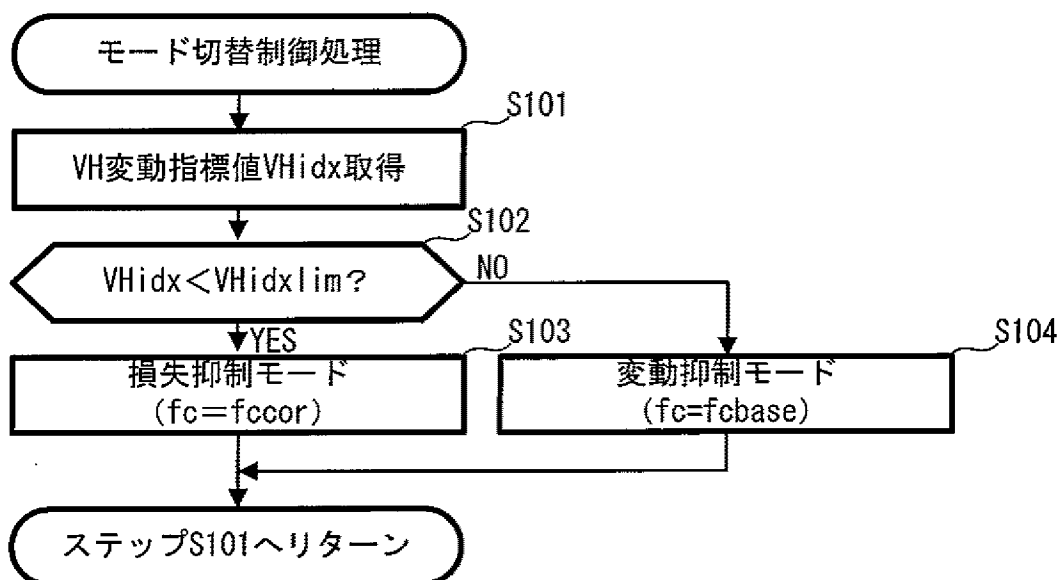 モード切替制御処理
S101
VH変動指標値VHidx取得
S102
VHidx＜VHidxlim？
NO
YES
S103
損失抑制モード
(fc＝fccor)
S104
変動抑制モード
(fc=fcbase)
ステップS101へリターン